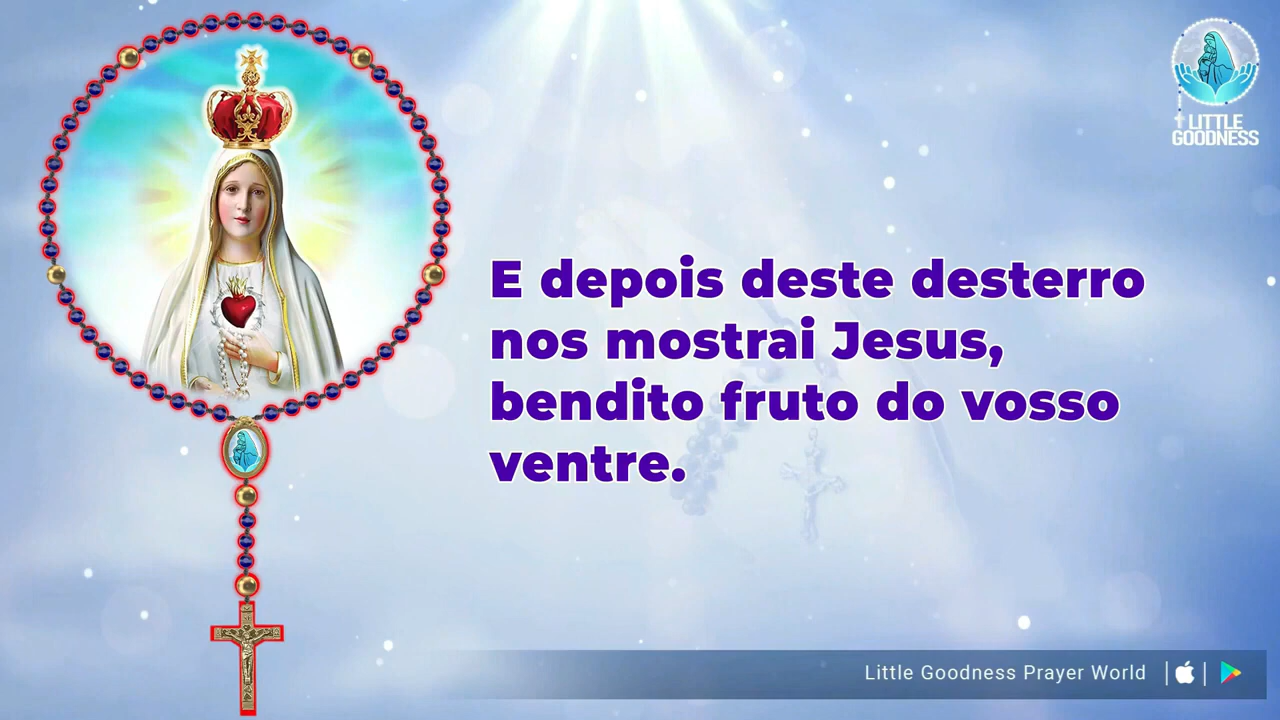 LITTLE
GOODNESS
E depois deste desterro
nos mostrai Jesus,
bendito fruto do vosso
ventre.
Little Goodness Prayer World